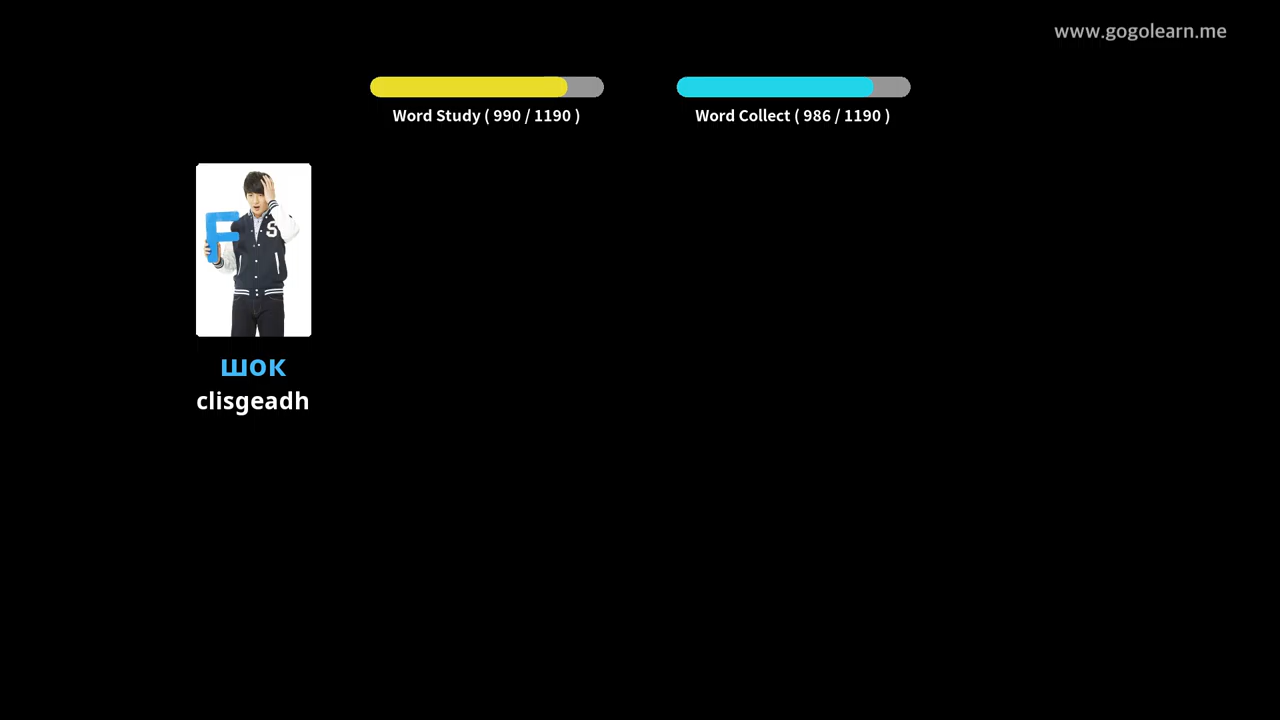 www.gogolearn.me
Word Study ( 990 / 1190 )
Word Collect ( 986 / 1190 )
F
S
шок
clisgeadh